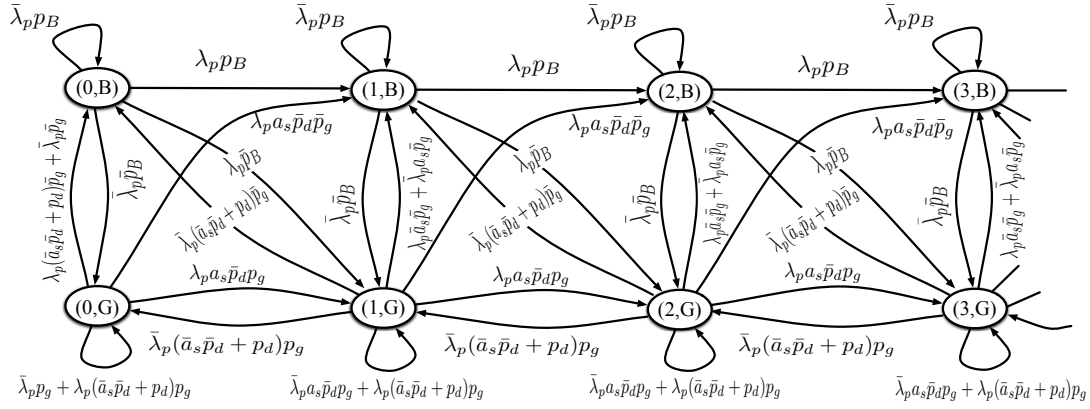 λ̄_p p_B
λ̄_p p_B
λ̄_p p_B
λ̄_p p_B
λ_p p_B
λ_p p_B
λ_p p_B
(0,B)
(1,B)
(2,B)
(3,B)
λ_p a_s p̄_d p̄_g
λ_p a_s p̄_d p̄_g
λ_p a_s p̄_d p̄_g
λ_p(ā_s p̄_d + p_d)p̄_g + λ̄_p p̄_g
λ̄_p p̄_B
λ_p p̄_B
λ̄_p(ā_s p̄_d + p_d)p̄_g
λ̄_p p̄_B
λ_p ā_s p̄_g + λ̄_p a_s p̄_g
λ_p p̄_B
λ̄_p(ā_s p̄_d + p_d)p̄_g
λ̄_p p̄_B
λ_p ā_s p̄_g + λ̄_p a_s p̄_g
λ_p p̄_B
λ̄_p(ā_s p̄_d + p_d)p̄_g
λ̄_p p̄_B
λ_p ā_s p̄_g + λ̄_p a_s p̄_g
λ_p a_s p̄_d p_g
λ_p a_s p̄_d p_g
λ_p a_s p̄_d p_g
(0,G)
(1,G)
(2,G)
(3,G)
λ̄_p(ā_s p̄_d + p_d)p_g
λ̄_p(ā_s p̄_d + p_d)p_g
λ̄_p(ā_s p̄_d + p_d)p_g
λ̄_p p_g + λ_p(ā_s p̄_d + p_d)p_g
λ̄_p a_s p̄_d p_g + λ_p(ā_s p̄_d + p_d)p_g
λ̄_p a_s p̄_d p_g + λ_p(ā_s p̄_d + p_d)p_g
λ̄_p a_s p̄_d p_g + λ_p(ā_s p̄_d + p_d)p_g